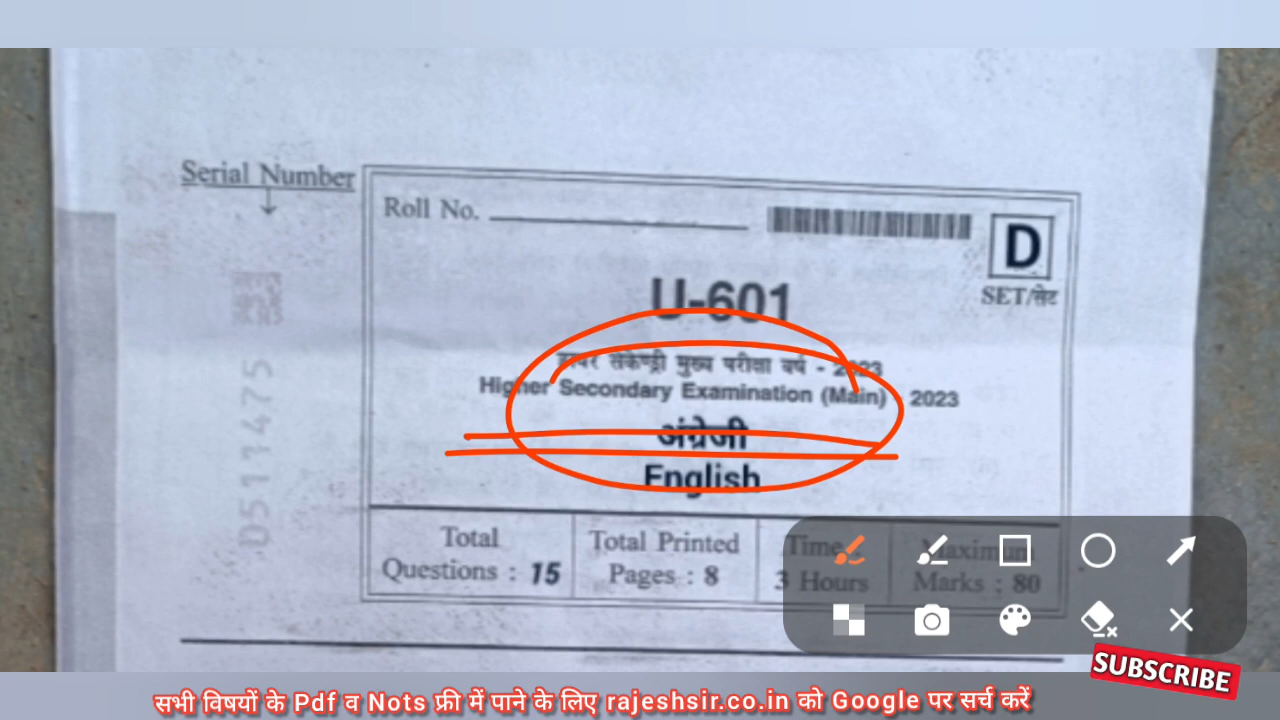 Serial Number
Roll No.
D
SET/सेट
U-601
हायर सेकेण्ड्री मुख्य परीक्षा वर्ष - 2023
Higher Secondary Examination (Main) 2023
अंग्रेजी
English
Total Questions : 15
Total Printed Pages : 8
Time : 3 Hours
Maximum Marks : 80
D5111475
SUBSCRIBE
सभी विषयों के Pdf व Nots फ्री में पाने के लिए rajeshsir.co.in को Google पर सर्च करें